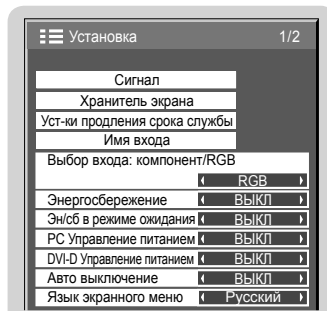 Установка 1/2
Сигнал
Хранитель экрана
Уст-ки продления срока службы
Имя входа
Выбор входа: компонент/RGB
RGB
Энергосбережение ВЫКЛ
Эн/сб в режиме ожидания ВЫКЛ
PC Управление питанием ВЫКЛ
DVI-D Управление питанием ВЫКЛ
Авто выключение ВЫКЛ
Язык экранного меню Русский